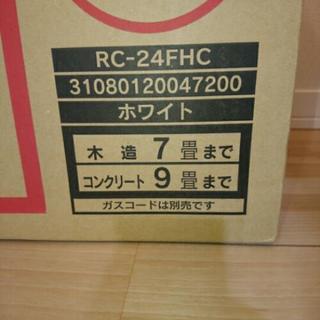 RC-24FHC
31080120047200
ホワイト
木造 7畳まで
コンクリート 9畳まで
ガスコードは別売です